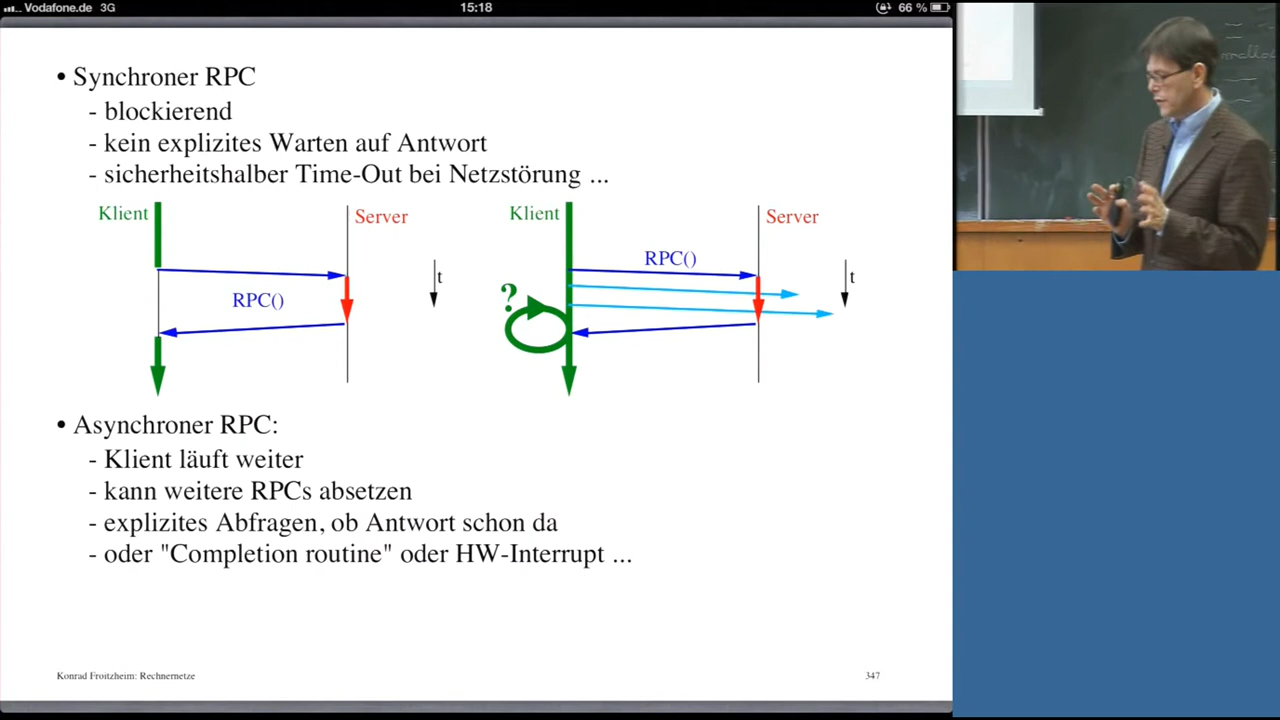 Vodafone.de 3G 15:18 66 %
• Synchroner RPC
- blockierend
- kein explizites Warten auf Antwort
- sicherheitshalber Time-Out bei Netzstörung ...
Klient Server Klient Server
RPC()
t t
? RPC()
• Asynchroner RPC:
- Klient läuft weiter
- kann weitere RPCs absetzen
- explizites Abfragen, ob Antwort schon da
- oder "Completion routine" oder HW-Interrupt ...
Konrad Froitzheim: Rechnernetze 347